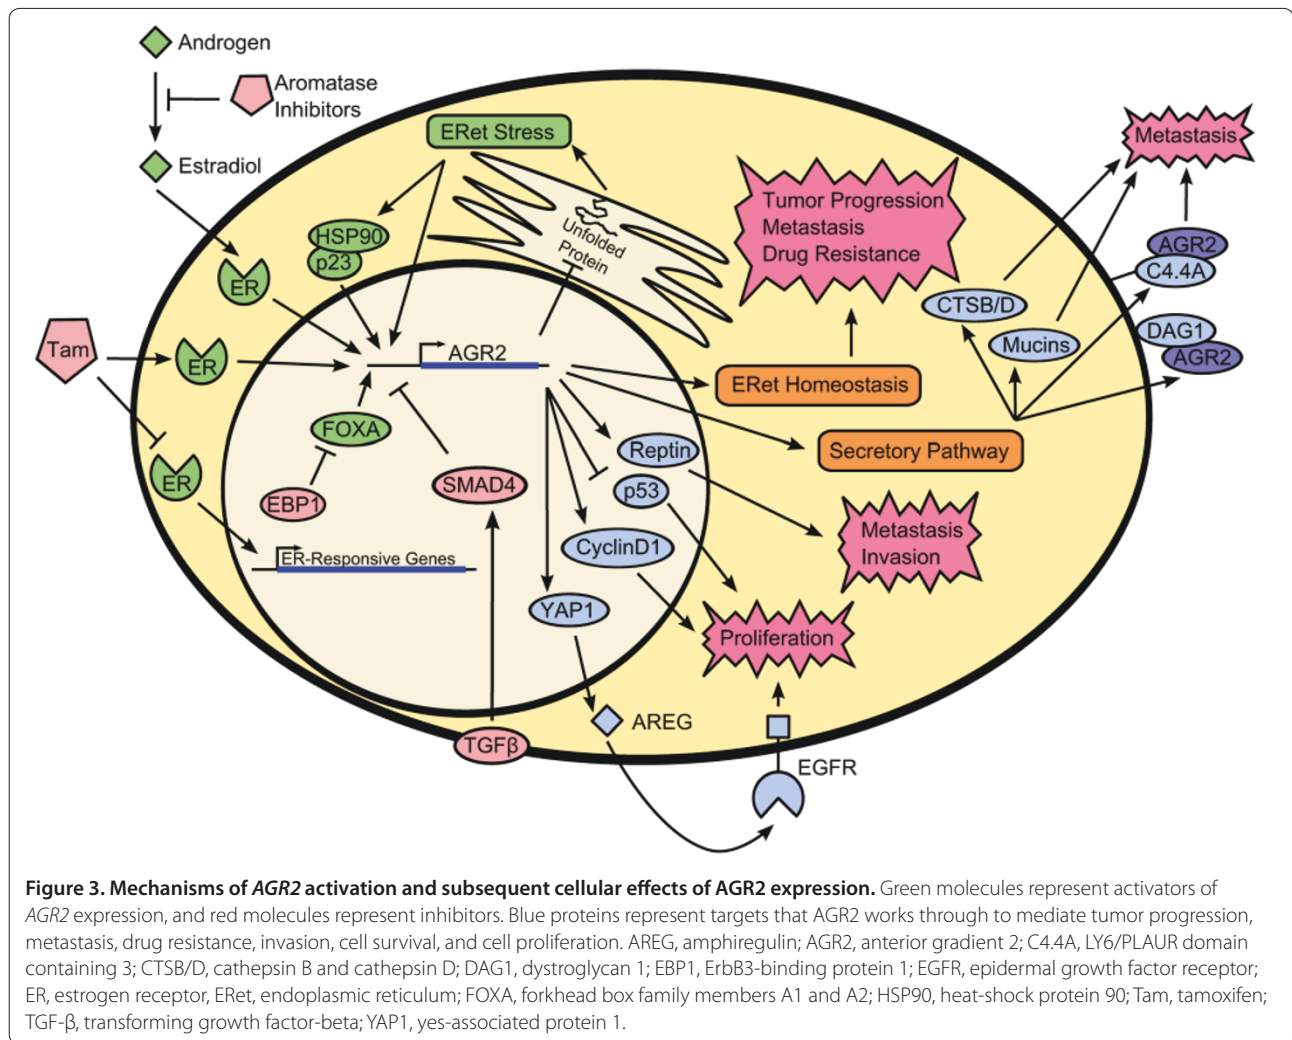 Androgen
Aromatase
Inhibitors
Estradiol
ERet Stress
HSP90
p23
Unfolded
Protein
ER
Tam
ER
ER
AGR2
FOXA
EBP1
SMAD4
ER-Responsive Genes
TGFβ
Reptin
p53
CyclinD1
YAP1
AREG
EGFR
Proliferation
Metastasis
Invasion
Tumor Progression
Metastasis
Drug Resistance
ERet Homeostasis
Secretory Pathway
CTSB/D
Mucins
Metastasis
AGR2
C4.4A
DAG1
AGR2
Figure 3. Mechanisms of AGR2 activation and subsequent cellular effects of AGR2 expression. Green molecules represent activators of
AGR2 expression, and red molecules represent inhibitors. Blue proteins represent targets that AGR2 works through to mediate tumor progression,
metastasis, drug resistance, invasion, cell survival, and cell proliferation. AREG, amphiregulin; AGR2, anterior gradient 2; C4.4A, LY6/PLAUR domain
containing 3; CTSB/D, cathepsin B and cathepsin D; DAG1, dystroglycan 1; EBP1, ErbB3-binding protein 1; EGFR, epidermal growth factor receptor;
ER, estrogen receptor, ERet, endoplasmic reticulum; FOXA, forkhead box family members A1 and A2; HSP90, heat-shock protein 90; Tam, tamoxifen;
TGF-β, transforming growth factor-beta; YAP1, yes-associated protein 1.